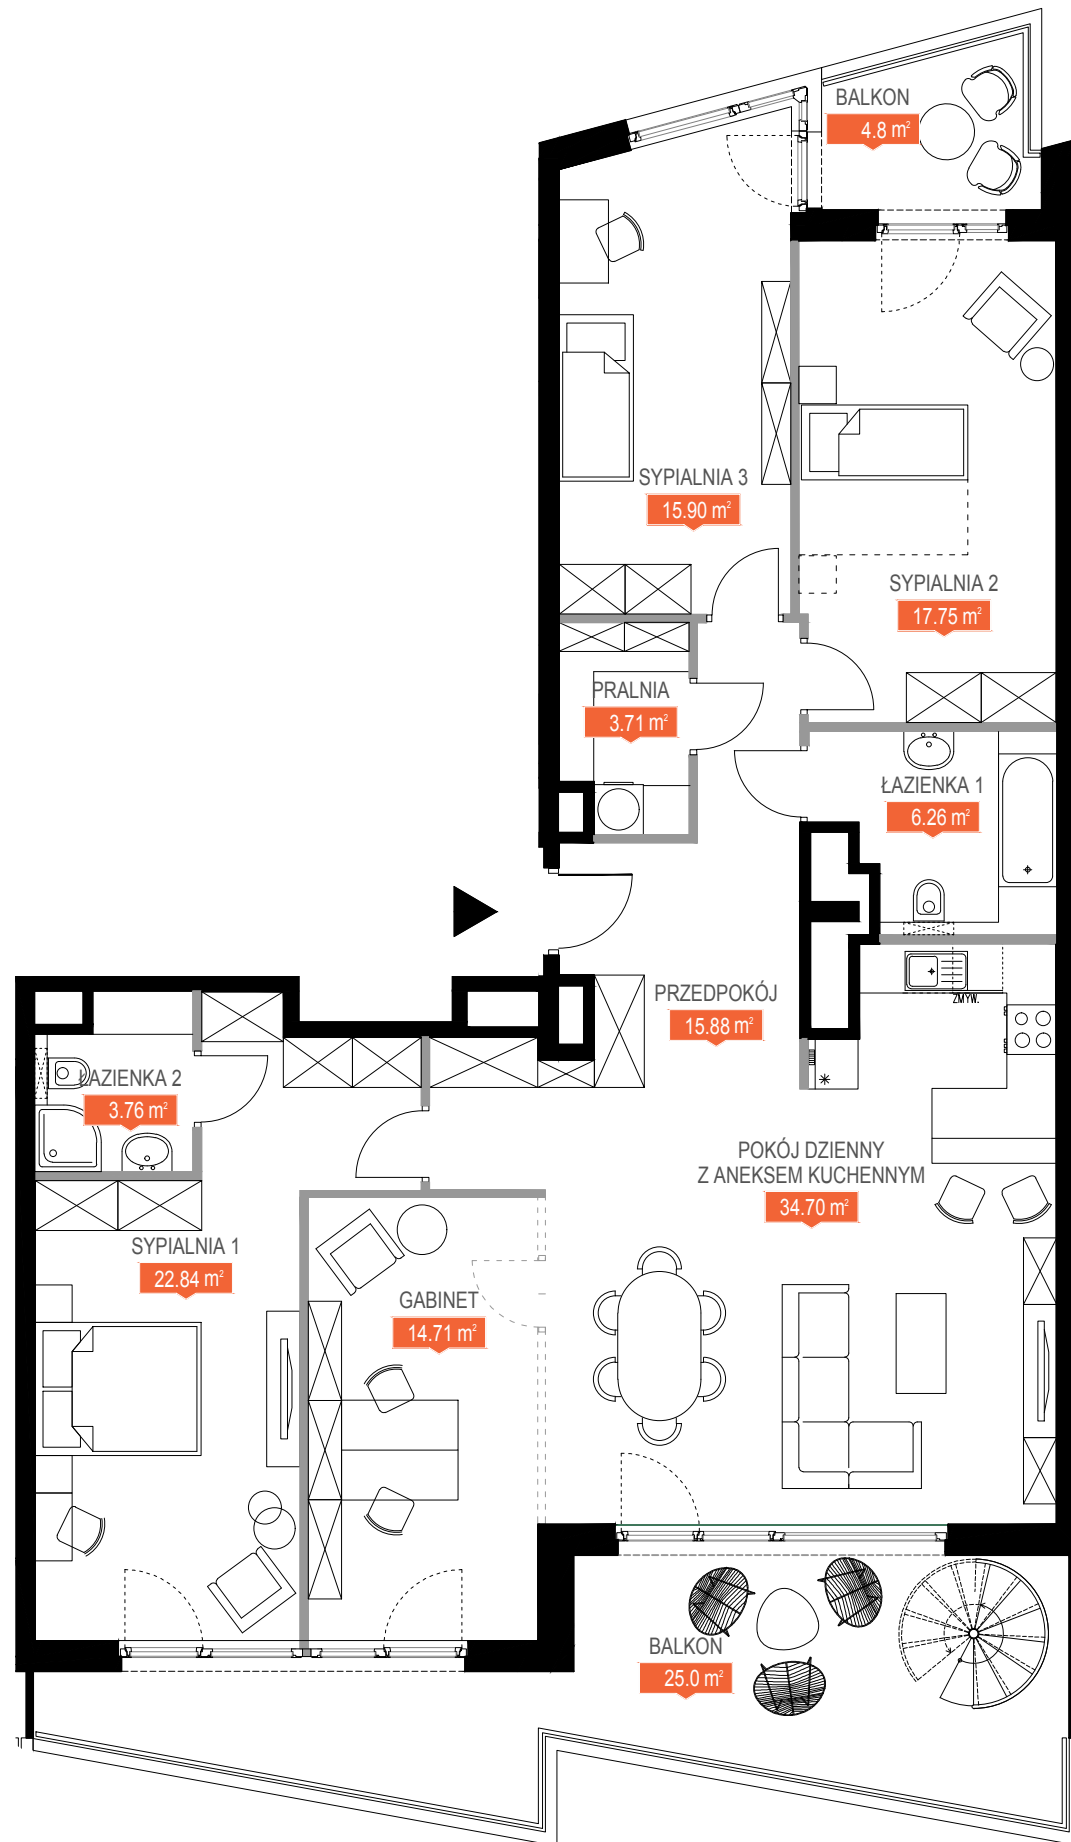 BALKON
4.8 m²
SYPIALNIA 3
15.90 m²
SYPIALNIA 2
17.75 m²
PRALNIA
3.71 m²
ŁAZIENKA 1
6.26 m²
PRZEDPOKÓJ
15.88 m²
ZMYW.
ŁAZIENKA 2
3.76 m²
POKÓJ DZIENNY
Z ANEKSEM KUCHENNYM
34.70 m²
SYPIALNIA 1
22.84 m²
GABINET
14.71 m²
BALKON
25.0 m²